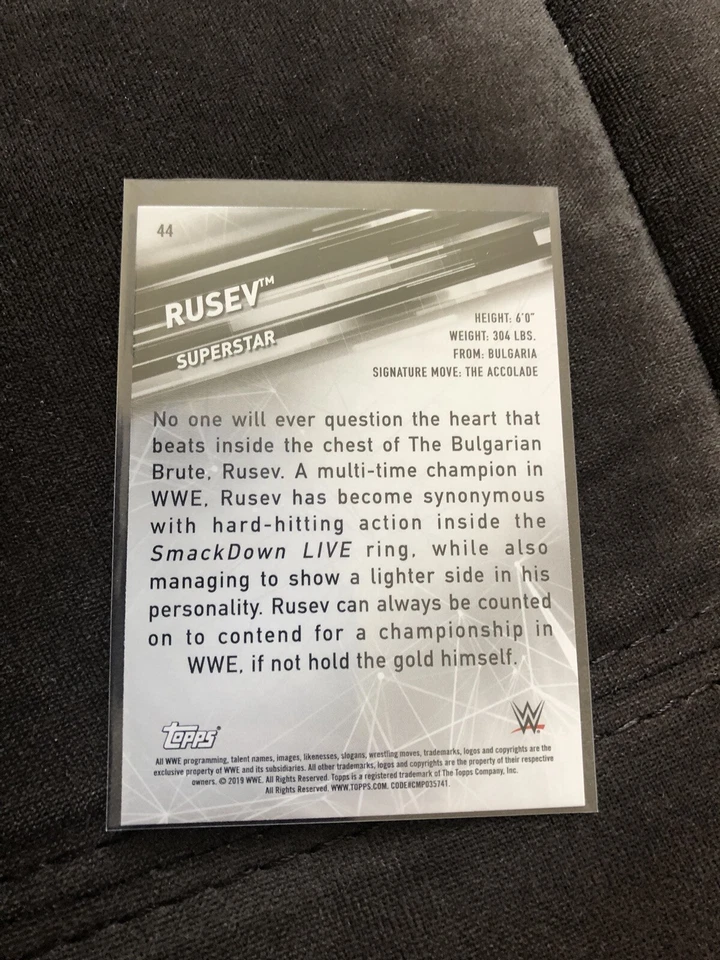 44
RUSEV™
SUPERSTAR
HEIGHT: 6'0"
WEIGHT: 304 LBS.
FROM: BULGARIA
SIGNATURE MOVE: THE ACCOLADE
No one will ever question the heart that
beats inside the chest of The Bulgarian
Brute, Rusev. A multi-time champion in
WWE, Rusev has become synonymous
with hard-hitting action inside the
SmackDown LIVE ring, while also
managing to show a lighter side in his
personality. Rusev can always be counted
on to contend for a championship in
WWE, if not hold the gold himself.
Topps®
W
All WWE programming, talent names, images, likenesses, slogans, wrestling moves, trademarks, logos and copyrights are the
exclusive property of WWE and its subsidiaries. All other trademarks, logos and copyrights are the property of their respective
owners. © 2019 WWE. All Rights Reserved. Topps is a registered trademark of The Topps Company, Inc.
All Rights Reserved. WWW.TOPPS.COM. CODE#CMP035741.